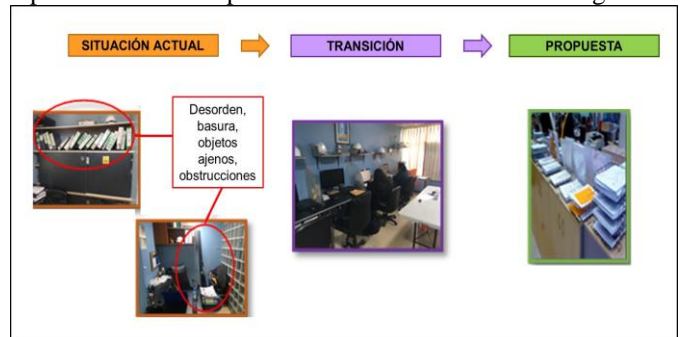 SITUACIÓN ACTUAL
TRANSICIÓN
PROPUESTA
Desorden,
basura,
objetos
ajenos,
obstrucciones